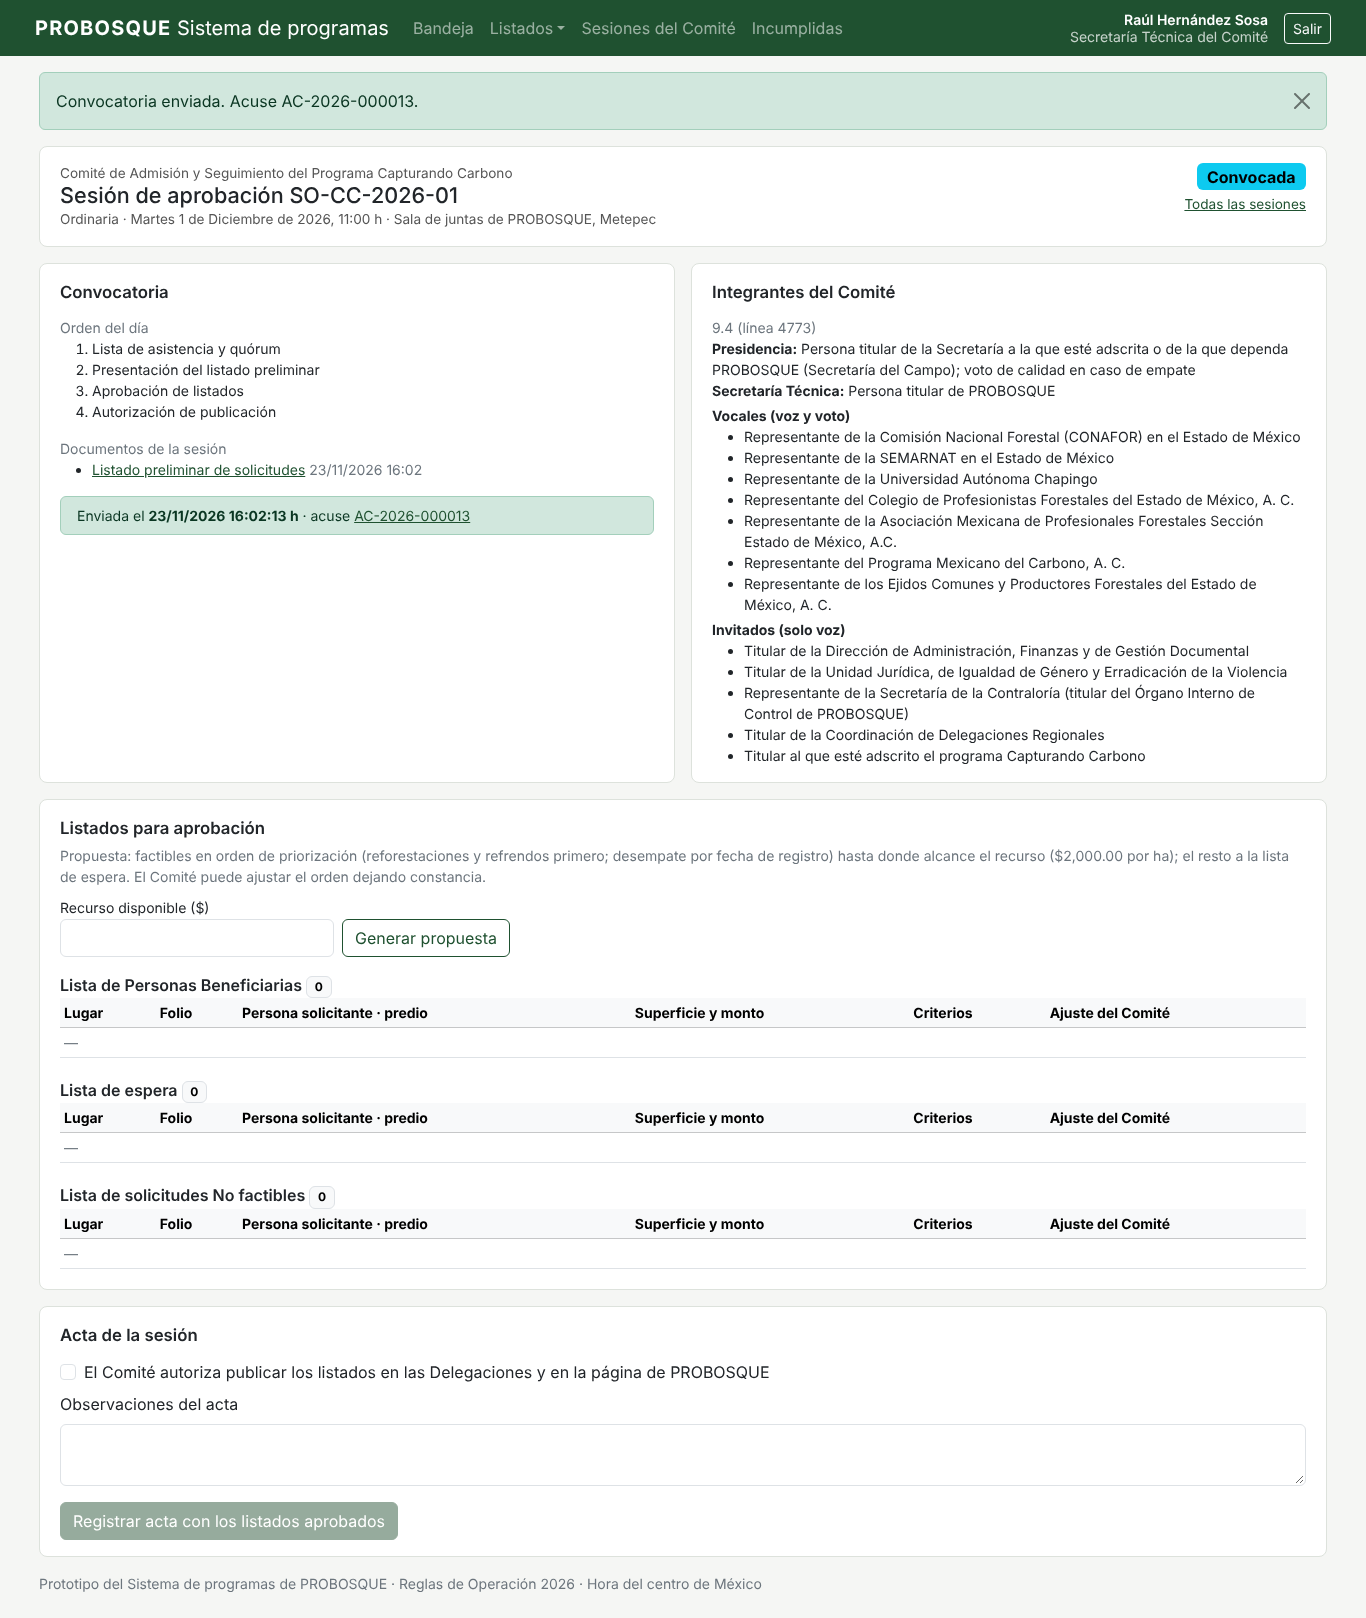 PROBOSQUE Sistema de programas
Bandeja
Listados
Sesiones del Comité
Incumplidas
Raúl Hernández Sosa
Secretaría Técnica del Comité
Salir
Convocatoria enviada. Acuse AC-2026-000013.
Comité de Admisión y Seguimiento del Programa Capturando Carbono
Sesión de aprobación SO-CC-2026-01
Ordinaria · Martes 1 de Diciembre de 2026, 11:00 h · Sala de juntas de PROBOSQUE, Metepec
Convocada
Todas las sesiones
Convocatoria
Orden del día
1. Lista de asistencia y quórum
2. Presentación del listado preliminar
3. Aprobación de listados
4. Autorización de publicación
Documentos de la sesión
• Listado preliminar de solicitudes 23/11/2026 16:02
Enviada el 23/11/2026 16:02:13 h · acuse AC-2026-000013
Integrantes del Comité
9.4 (línea 4773)
Presidencia: Persona titular de la Secretaría a la que esté adscrita o de la que dependa
PROBOSQUE (Secretaría del Campo); voto de calidad en caso de empate
Secretaría Técnica: Persona titular de PROBOSQUE
Vocales (voz y voto)
• Representante de la Comisión Nacional Forestal (CONAFOR) en el Estado de México
• Representante de la SEMARNAT en el Estado de México
• Representante de la Universidad Autónoma Chapingo
• Representante del Colegio de Profesionistas Forestales del Estado de México, A. C.
• Representante de la Asociación Mexicana de Profesionales Forestales Sección
Estado de México, A.C.
• Representante del Programa Mexicano del Carbono, A. C.
• Representante de los Ejidos Comunes y Productores Forestales del Estado de
México, A. C.
Invitados (solo voz)
• Titular de la Dirección de Administración, Finanzas y de Gestión Documental
• Titular de la Unidad Jurídica, de Igualdad de Género y Erradicación de la Violencia
• Representante de la Secretaría de la Contraloría (titular del Órgano Interno de
Control de PROBOSQUE)
• Titular de la Coordinación de Delegaciones Regionales
• Titular al que esté adscrito el programa Capturando Carbono
Listados para aprobación
Propuesta: factibles en orden de priorización (reforestaciones y refrendos primero; desempate por fecha de registro) hasta donde alcance el recurso ($2,000.00 por ha); el resto a la lista
de espera. El Comité puede ajustar el orden dejando constancia.
Recurso disponible ($)
Generar propuesta
Lista de Personas Beneficiarias 0
Lugar Folio Persona solicitante · predio Superficie y monto Criterios Ajuste del Comité
—
Lista de espera 0
Lugar Folio Persona solicitante · predio Superficie y monto Criterios Ajuste del Comité
—
Lista de solicitudes No factibles 0
Lugar Folio Persona solicitante · predio Superficie y monto Criterios Ajuste del Comité
—
Acta de la sesión
El Comité autoriza publicar los listados en las Delegaciones y en la página de PROBOSQUE
Observaciones del acta
Registrar acta con los listados aprobados
Prototipo del Sistema de programas de PROBOSQUE · Reglas de Operación 2026 · Hora del centro de México